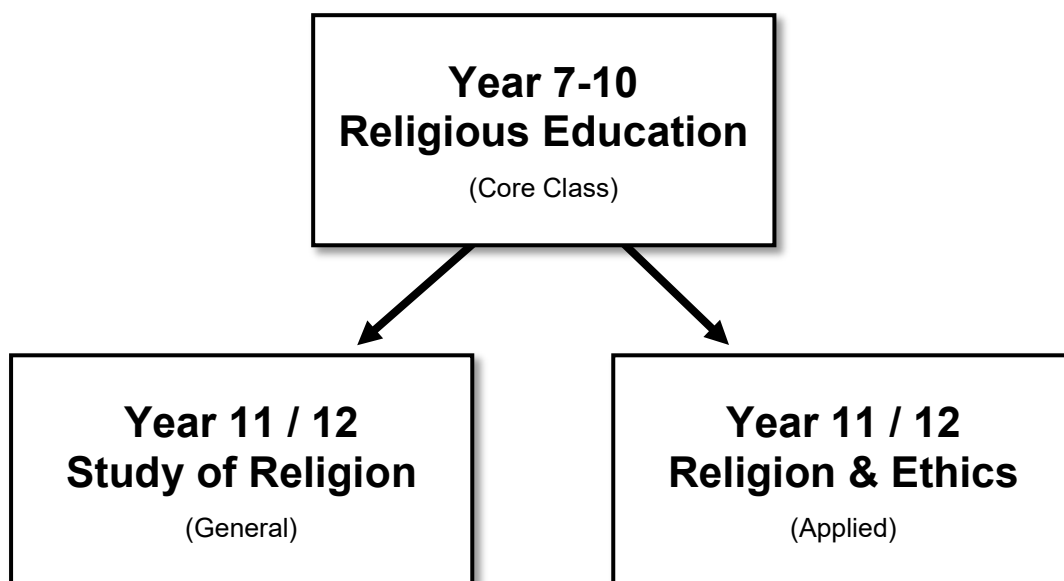 Year 7-10
Religious Education
(Core Class)
Year 11 / 12
Study of Religion
(General)
Year 11 / 12
Religion & Ethics
(Applied)